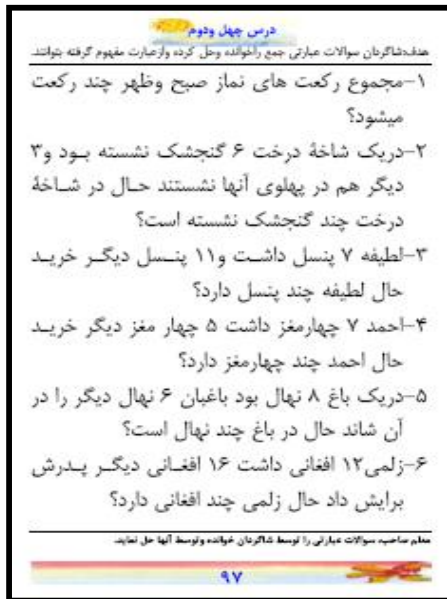 درس چهل ودوم
هدف:شاگردان سوالات عبارتی جمع راخوانده وحل کرده وازعبارت مفهوم گرفته بتوانند.
۱-مجموع رکعت های نماز صبح وظهر چند رکعت
میشود؟
۲-دریک شاخهٔ درخت ۶ گنجشک نشسته بود و۳
دیگر هم در پهلوی آنها نشستند حال در شاخهٔ
درخت چند گنجشک نشسته است؟
۳-لطیفه ۷ پنسل داشت و۱۱ پنسل دیگر خرید
حال لطیفه چند پنسل دارد؟
۴-احمد ۷ چهارمغز داشت ۵ چهار مغز دیگر خرید
حال احمد چند چهارمغز دارد؟
۵-دریک باغ ۸ نهال بود باغبان ۶ نهال دیگر را در
آن شاند حال در باغ چند نهال است؟
۶-زلمی۱۲ افغانی داشت ۱۶ افغانی دیگر پدرش
برایش داد حال زلمی چند افغانی دارد؟
معلم صاحب، سوالات عبارتی را توسط شاگردان خوانده وتوسط آنها حل نماید.
۹۷